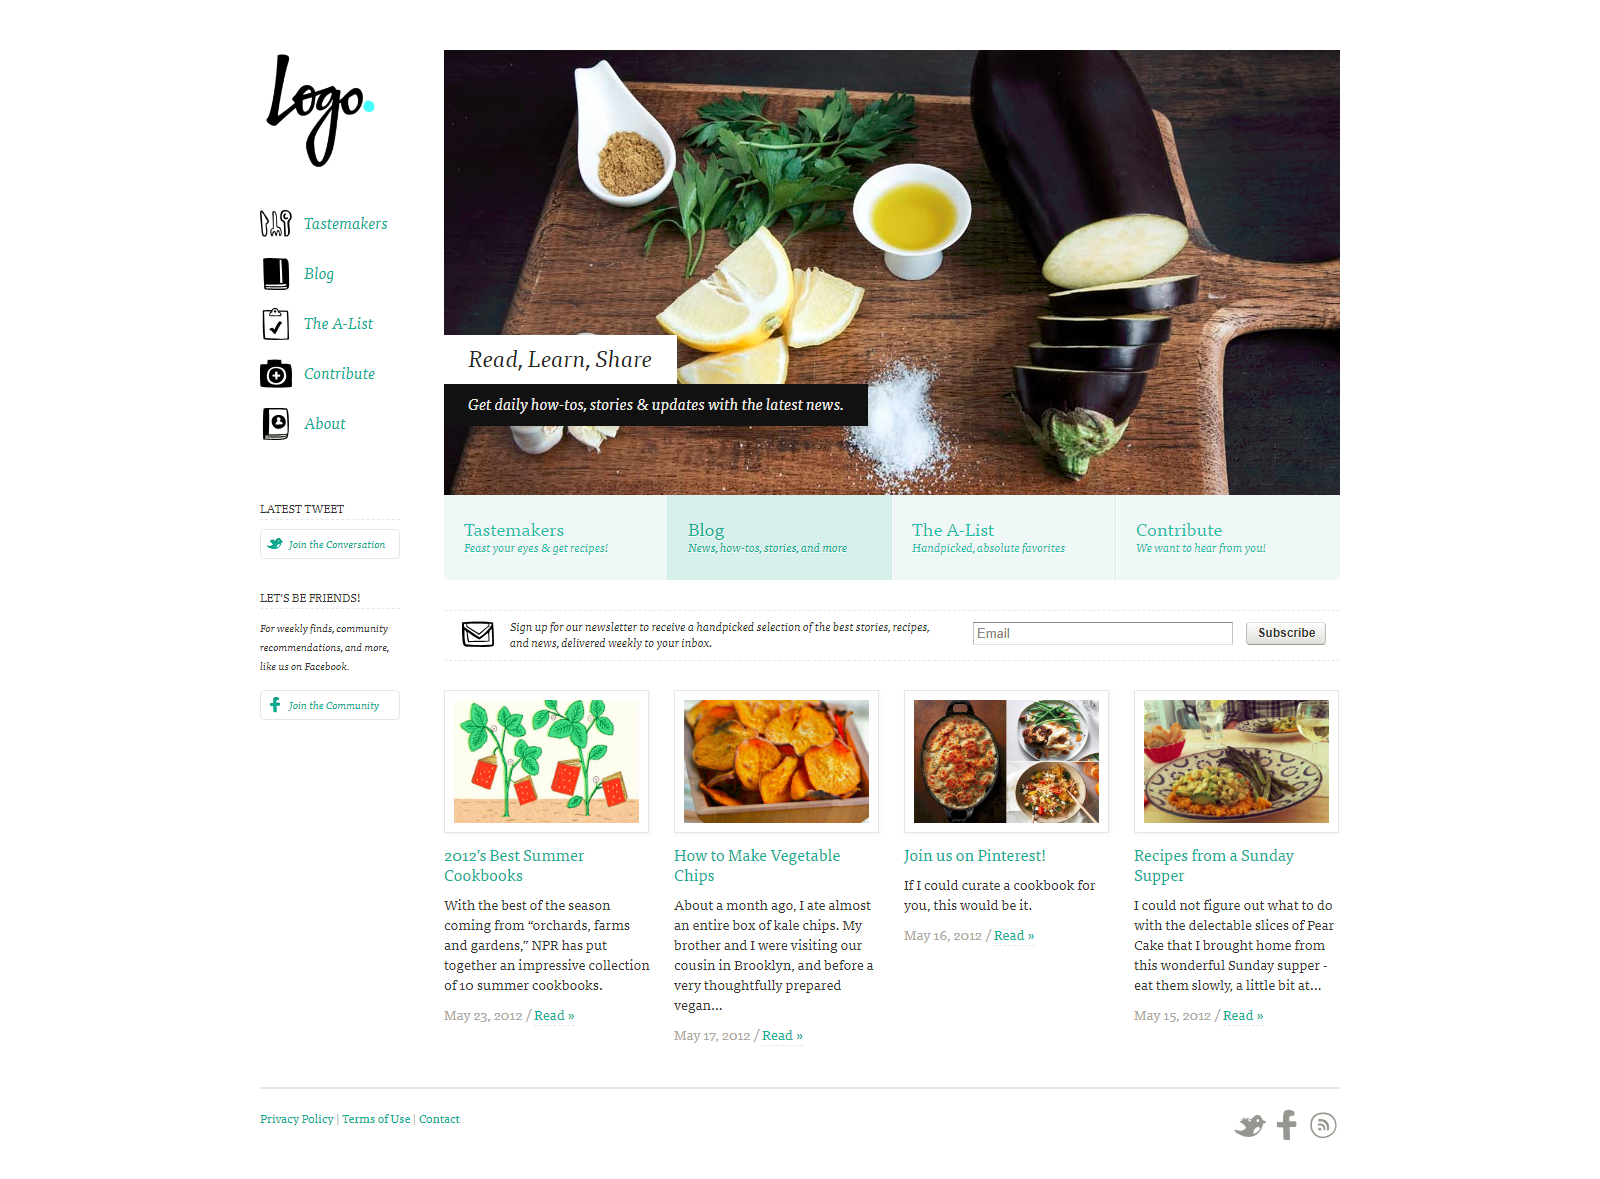 Logo.
Tastemakers
Blog
The A-List
Contribute
About
LATEST TWEET
Join the Conversation
LET'S BE FRIENDS!
For weekly finds, community
recommendations, and more,
like us on Facebook.
Join the Community
Read, Learn, Share
Get daily how-tos, stories & updates with the latest news.
Tastemakers
Feast your eyes & get recipes!
Blog
News, how-tos, stories, and more
The A-List
Handpicked, absolute favorites
Contribute
We want to hear from you!
Sign up for our newsletter to receive a handpicked selection of the best stories, recipes,
and news, delivered weekly to your inbox.
Email
Subscribe
2012's Best Summer
Cookbooks
With the best of the season
coming from “orchards, farms
and gardens,” NPR has put
together an impressive collection
of 10 summer cookbooks.
May 23, 2012 / Read »
How to Make Vegetable
Chips
About a month ago, I ate almost
an entire box of kale chips. My
brother and I were visiting our
cousin in Brooklyn, and before a
very thoughtfully prepared
vegan...
May 17, 2012 / Read »
Join us on Pinterest!
If I could curate a cookbook for
you, this would be it.
May 16, 2012 / Read »
Recipes from a Sunday
Supper
I could not figure out what to do
with the delectable slices of Pear
Cake that I brought home from
this wonderful Sunday supper -
eat them slowly, a little bit at...
May 15, 2012 / Read »
Privacy Policy | Terms of Use | Contact